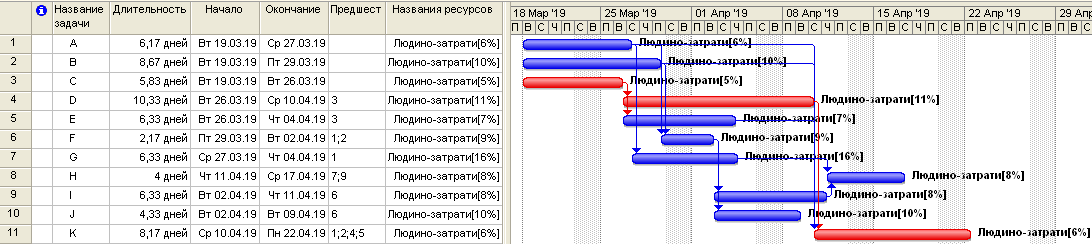 Название задачи Длительность Начало Окончание Предшест Названия ресурсов
1 A 6,17 дней Вт 19.03.19 Ср 27.03.19 Людино-затрати[6%]
2 B 8,67 дней Вт 19.03.19 Пт 29.03.19 Людино-затрати[10%]
3 C 5,83 дней Вт 19.03.19 Вт 26.03.19 Людино-затрати[5%]
4 D 10,33 дней Вт 26.03.19 Ср 10.04.19 3 Людино-затрати[11%]
5 E 6,33 дней Вт 26.03.19 Чт 04.04.19 3 Людино-затрати[7%]
6 F 2,17 дней Пт 29.03.19 Вт 02.04.19 1;2 Людино-затрати[9%]
7 G 6,33 дней Ср 27.03.19 Чт 04.04.19 1 Людино-затрати[16%]
8 H 4 дней Чт 11.04.19 Ср 17.04.19 7;9 Людино-затрати[8%]
9 I 6,33 дней Вт 02.04.19 Чт 11.04.19 6 Людино-затрати[8%]
10 J 4,33 дней Вт 02.04.19 Вт 09.04.19 6 Людино-затрати[10%]
11 K 8,17 дней Ср 10.04.19 Пн 22.04.19 1;2;4;5 Людино-затрати[6%]
18 Мар '19 25 Мар '19 01 Апр '19 08 Апр '19 15 Апр '19 22 Апр '19 29 Апр
П В С Ч П С В П В С Ч П С В П В С Ч П С В П В С Ч П С В П В С Ч П С В П В С Ч П С В П В С
Людино-затрати[6%]
Людино-затрати[10%]
Людино-затрати[5%]
Людино-затрати[11%]
Людино-затрати[7%]
Людино-затрати[9%]
Людино-затрати[16%]
Людино-затрати[8%]
Людино-затрати[8%]
Людино-затрати[10%]
Людино-затрати[6%]